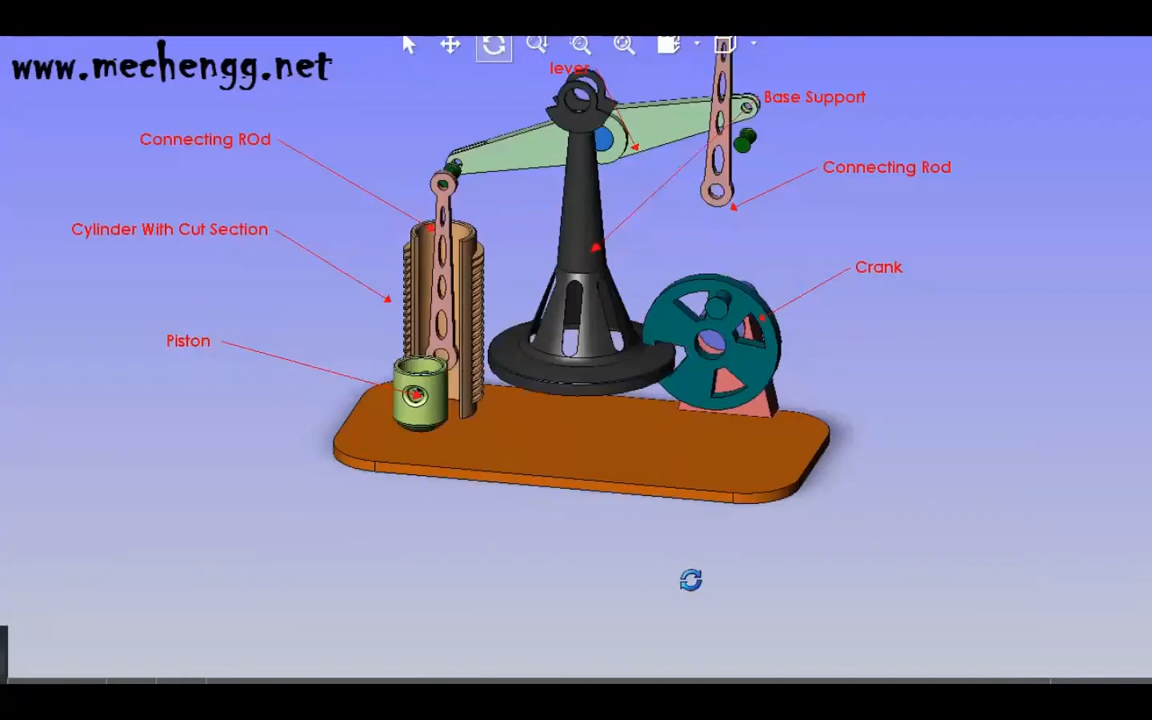 www.mechengg.net
lever
Base Support
Connecting ROd
Connecting Rod
Cylinder With Cut Section
Crank
Piston